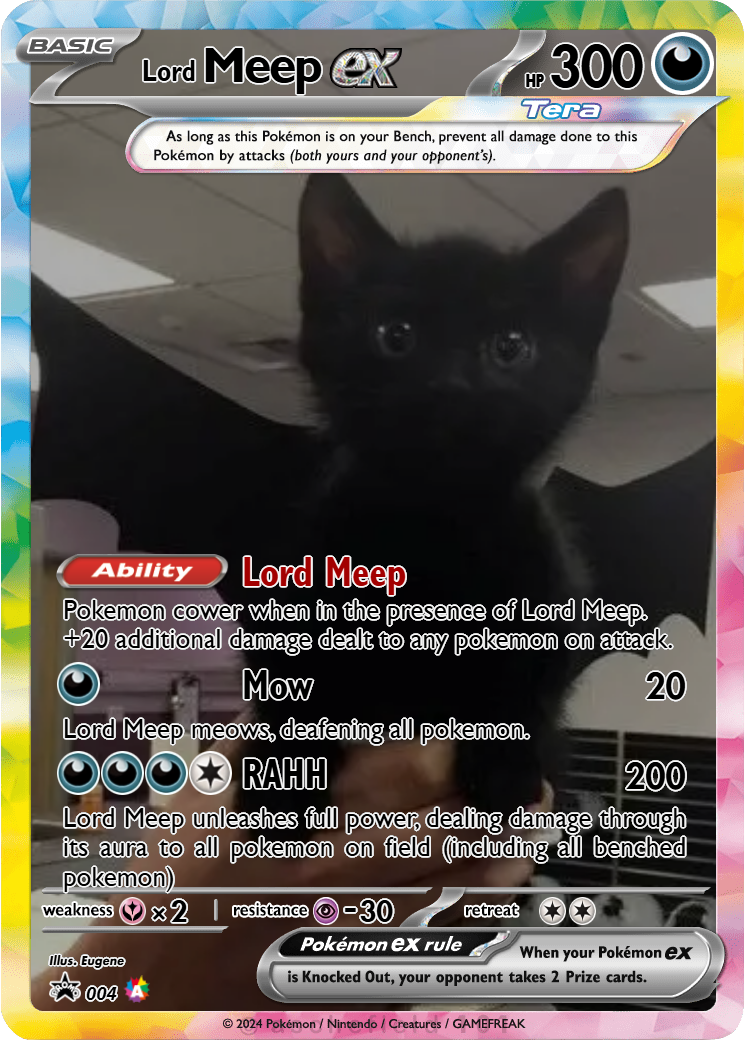 BASIC
Lord Meep ex HP 300
Tera
As long as this Pokémon is on your Bench, prevent all damage done to this
Pokémon by attacks (both yours and your opponent's).
Ability Lord Meep
Pokemon cower when in the presence of Lord Meep.
+20 additional damage dealt to any pokemon on attack.
Mow 20
Lord Meep meows, deafening all pokemon.
RAHH 200
Lord Meep unleashes full power, dealing damage through
its aura to all pokemon on field (including all benched
pokemon)
weakness ×2 | resistance -30 retreat
Pokémon ex rule
When your Pokémon ex
is Knocked Out, your opponent takes 2 Prize cards.
Illus. Eugene
004 A
© 2024 Pokémon / Nintendo / Creatures / GAMEFREAK